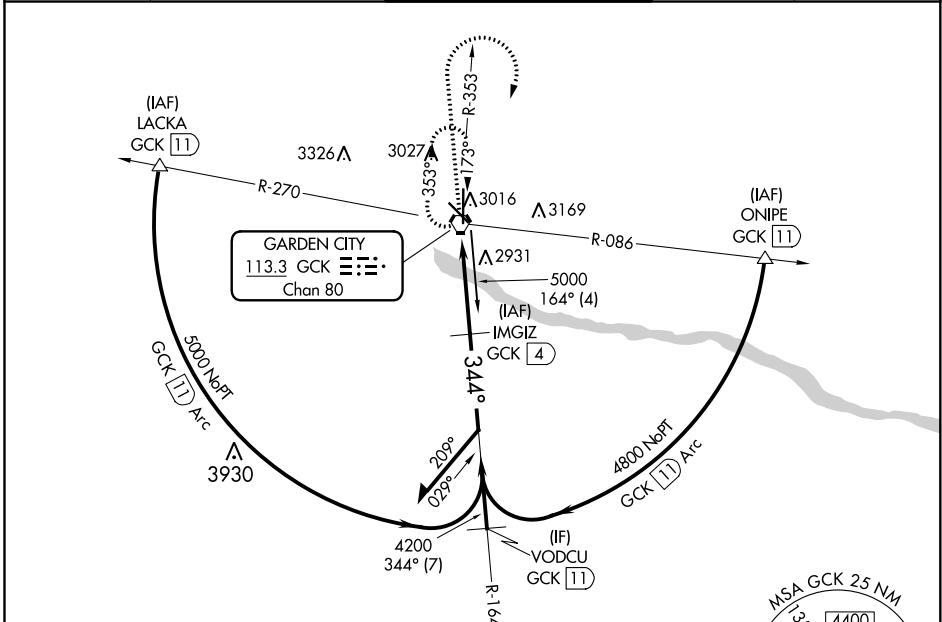 (IAF)
LACKA
GCK 11
R-270
3326
3027
353°
R-353
173°
3016
3169
(IAF)
ONIPE
GCK 11
R-086
GARDEN CITY
113.3 GCK
Chan 80
2931
5000
164° (4)
(IAF)
IMGIZ
GCK 4
344°
5000 NoPT
GCK 11 Arc
3930
209°
029°
4800 NoPT
GCK 11 Arc
4200
344° (7)
(IF)
VODCU
GCK 11
R-164
MSA GCK 25 NM
4400